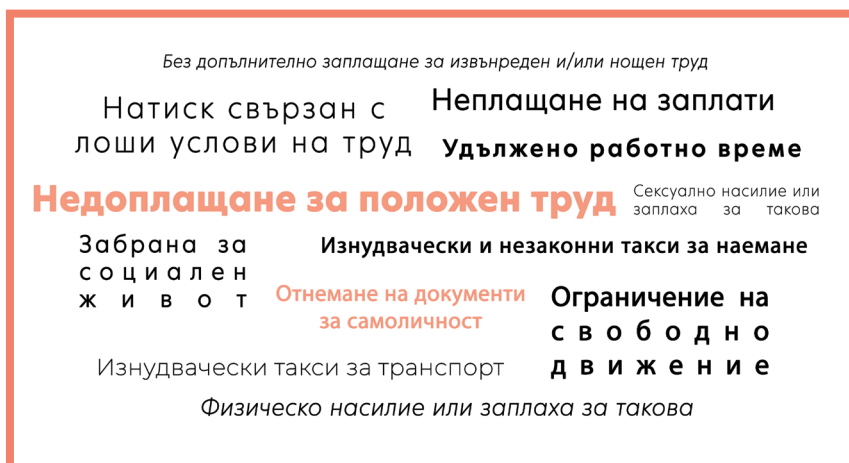 Без допълнително заплащане за извънреден и/или нощен труд
Натиск свързан с
лоши услови на труд
Неплащане на заплати
Удължено работно време
Недоплащане за положен труд
Сексуално насилие или
заплаха за такова
Забрана за
социален
живот
Изнудвачески и незаконни такси за наемане
Отнемане на документи
за самоличност
Ограничение на
свободно
движение
Изнудвачески такси за транспорт
Физическо насилие или заплаха за такова